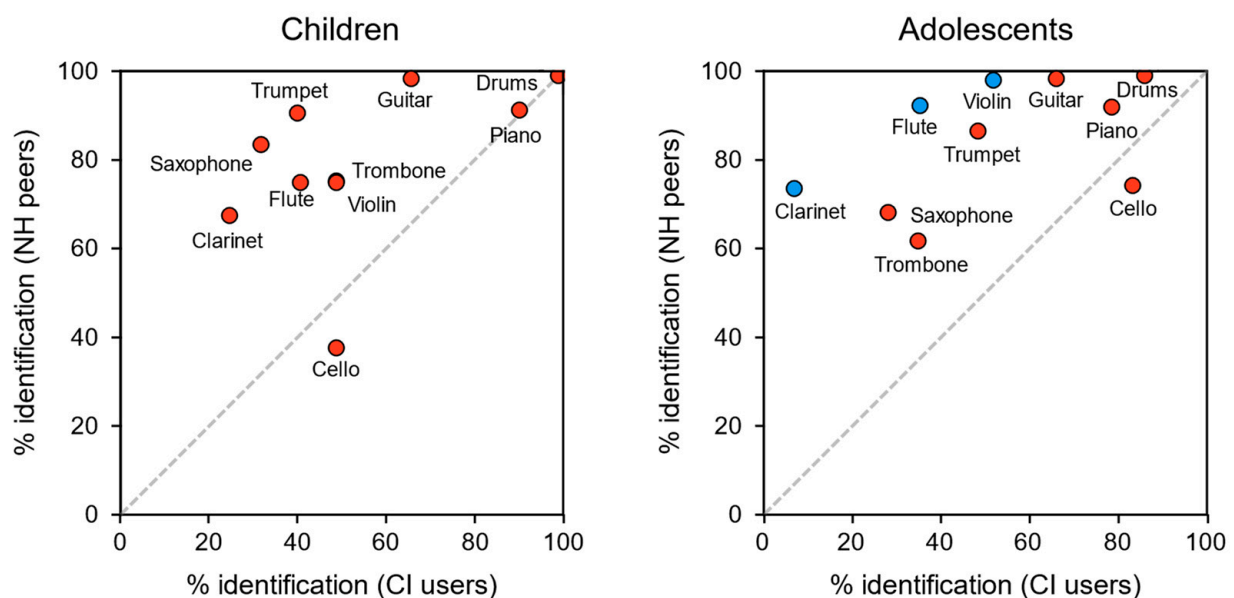 Children
% identification (NH peers)
100
80
60
40
20
0
Trumpet
Guitar
Drums
Piano
Saxophone
Flute
Trombone
Violin
Clarinet
Cello
0 20 40 60 80 100
% identification (CI users)
Adolescents
% identification (NH peers)
100
80
60
40
20
0
Violin
Guitar
Drums
Flute
Piano
Trumpet
Clarinet
Saxophone
Cello
Trombone
0 20 40 60 80 100
% identification (CI users)